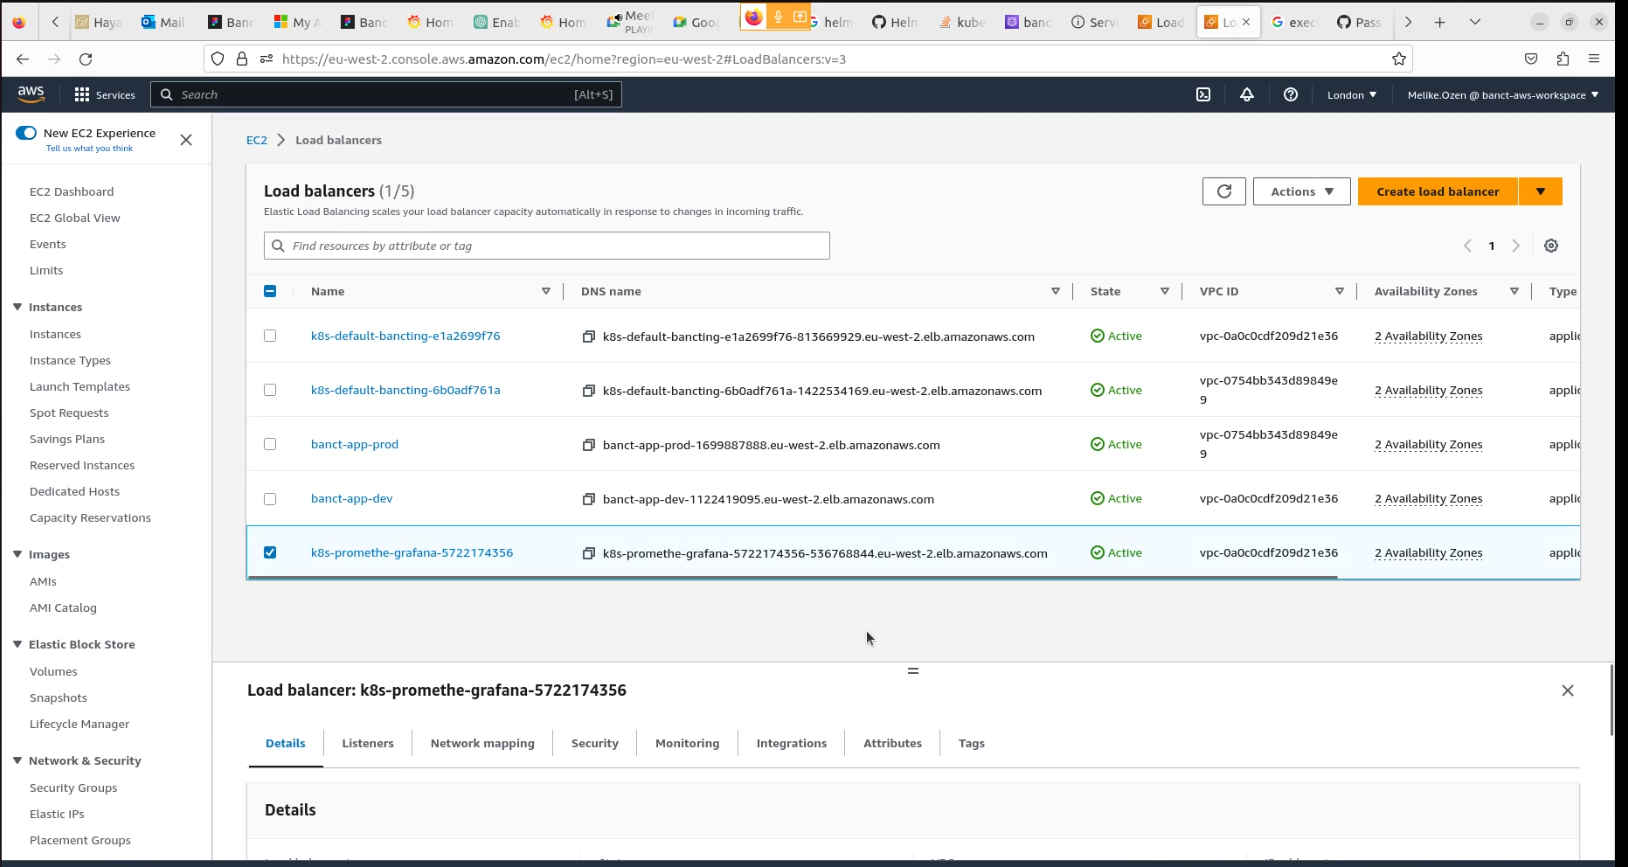 Haya
Mail
Banc
My A
Banc
Hom
Enab
Hom
Mee
PLAYI
Goog
helm
Helm
kube
banc
Serv
Load
Lo
exec
Pass
https://eu-west-2.console.aws.amazon.com/ec2/home?region=eu-west-2#LoadBalancers:v=3
aws
Services
Search
[Alt+S]
London
Melike.Ozen @ banct-aws-workspace
New EC2 Experience
Tell us what you think
EC2 Dashboard
EC2 Global View
Events
Limits
Instances
Instances
Instance Types
Launch Templates
Spot Requests
Savings Plans
Reserved Instances
Dedicated Hosts
Capacity Reservations
Images
AMIs
AMI Catalog
Elastic Block Store
Volumes
Snapshots
Lifecycle Manager
Network & Security
Security Groups
Elastic IPs
Placement Groups
EC2 > Load balancers
Load balancers (1/5)
Elastic Load Balancing scales your load balancer capacity automatically in response to changes in incoming traffic.
Actions
Create load balancer
Find resources by attribute or tag
1
Name DNS name State VPC ID Availability Zones Type
k8s-default-bancting-e1a2699f76 k8s-default-bancting-e1a2699f76-813669929.eu-west-2.elb.amazonaws.com Active vpc-0a0c0cdf209d21e36 2 Availability Zones applic
k8s-default-bancting-6b0adf761a k8s-default-bancting-6b0adf761a-1422534169.eu-west-2.elb.amazonaws.com Active vpc-0754bb343d89849e
9 2 Availability Zones applic
banct-app-prod banct-app-prod-1699887888.eu-west-2.elb.amazonaws.com Active vpc-0754bb343d89849e
9 2 Availability Zones applic
banct-app-dev banct-app-dev-1122419095.eu-west-2.elb.amazonaws.com Active vpc-0a0c0cdf209d21e36 2 Availability Zones applic
k8s-promethe-grafana-5722174356 k8s-promethe-grafana-5722174356-536768844.eu-west-2.elb.amazonaws.com Active vpc-0a0c0cdf209d21e36 2 Availability Zones applic
Load balancer: k8s-promethe-grafana-5722174356
Details Listeners Network mapping Security Monitoring Integrations Attributes Tags
Details